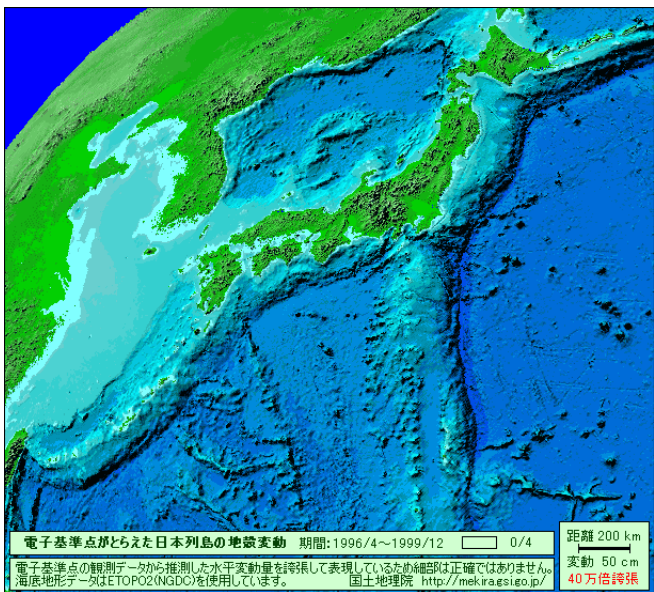 電子基準点がとらえた日本列島の地殻変動 期間:1996/4～1999/12 0/4
電子基準点の観測データから推測した水平変動量を誇張して表現しているため細部は正確ではありません。
海底地形データはETOPO2(NGDC)を使用しています。 国土地理院 http://mekira.gsi.go.jp/
距離 200 km
変動 50 cm
40万倍誇張